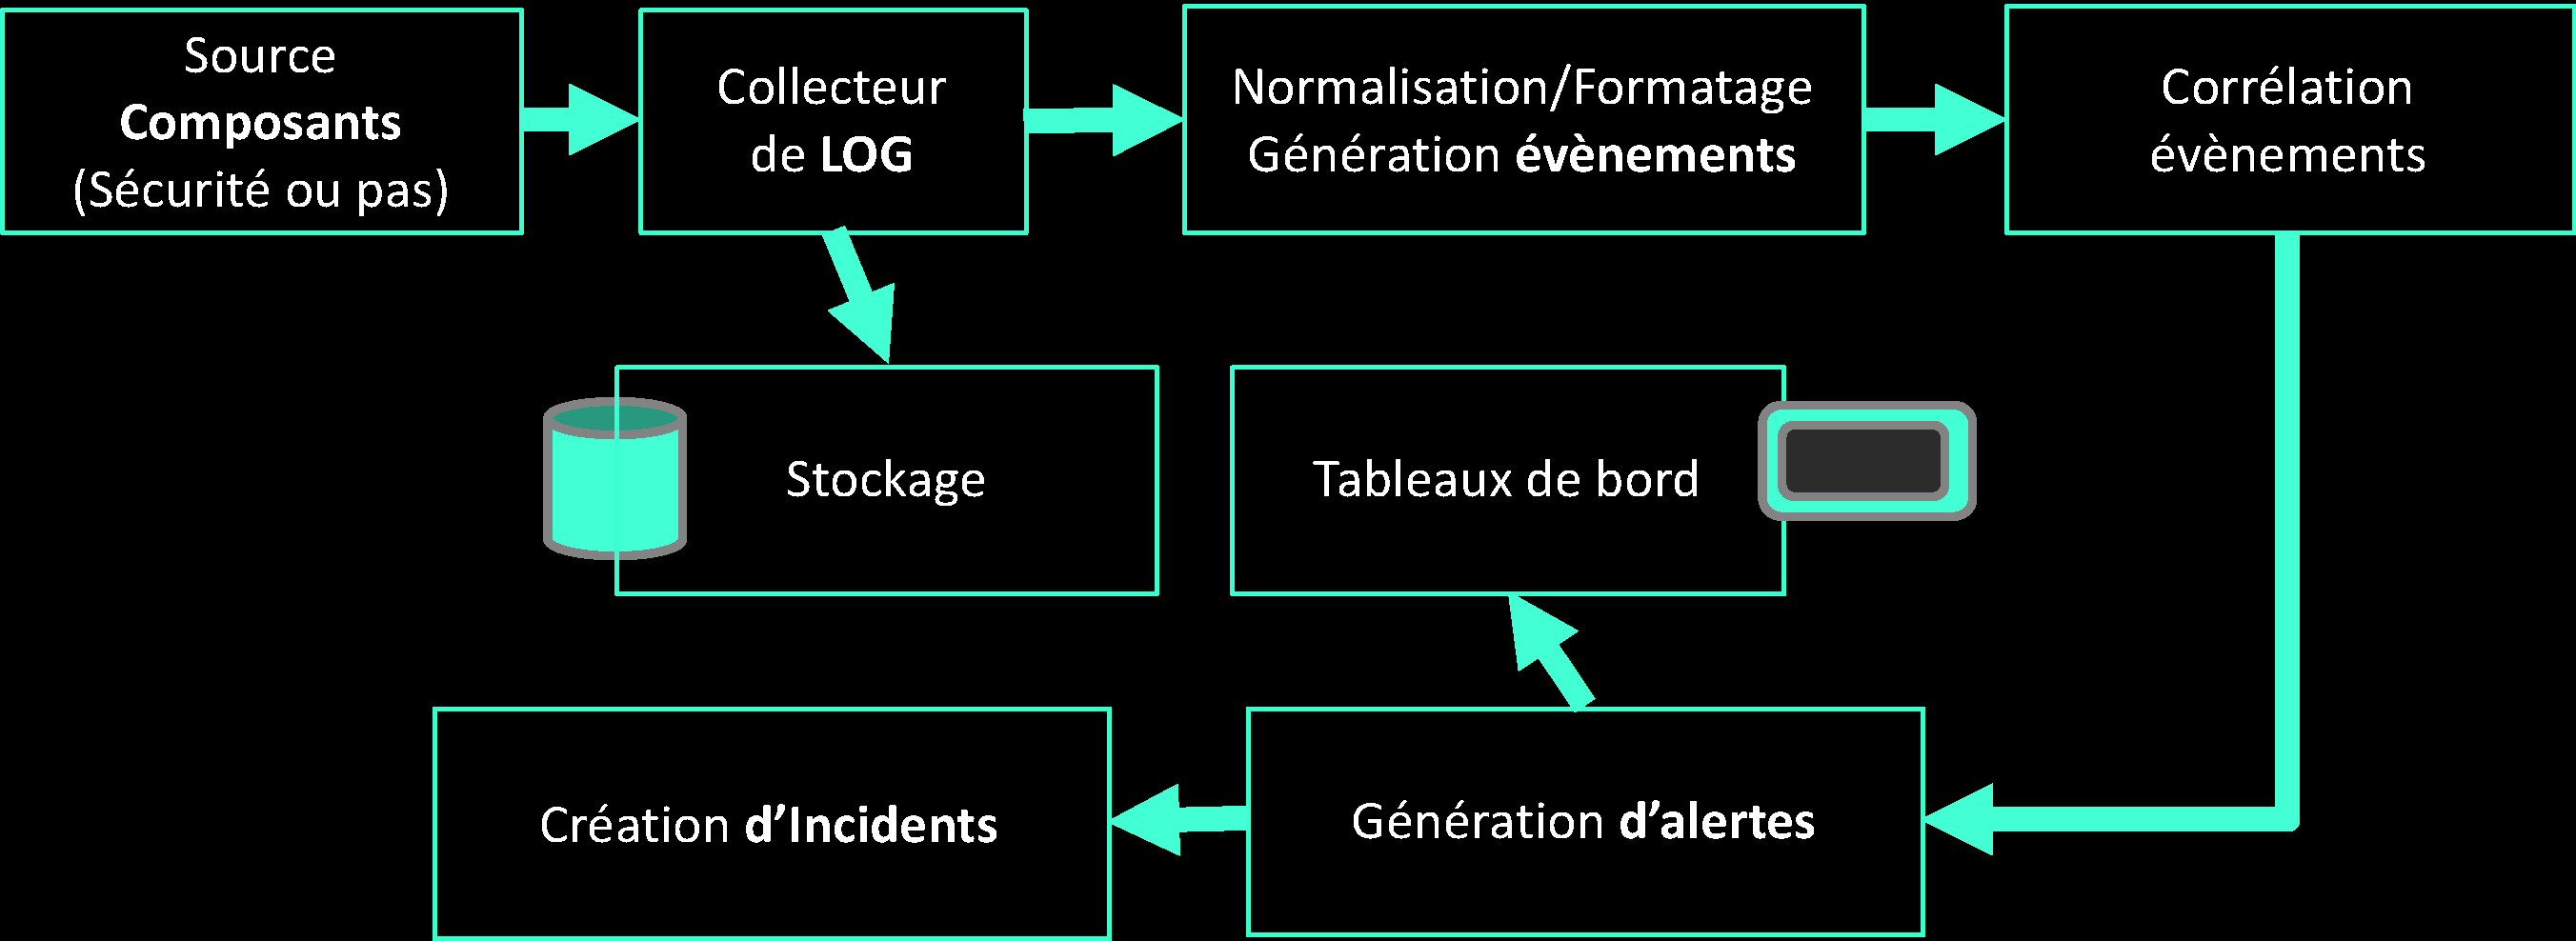 Source
Composants
(Sécurité ou pas)
Collecteur
de LOG
Normalisation/Formatage
Génération évènements
Corrélation
évènements
Stockage
Tableaux de bord
Création d’Incidents
Génération d’alertes